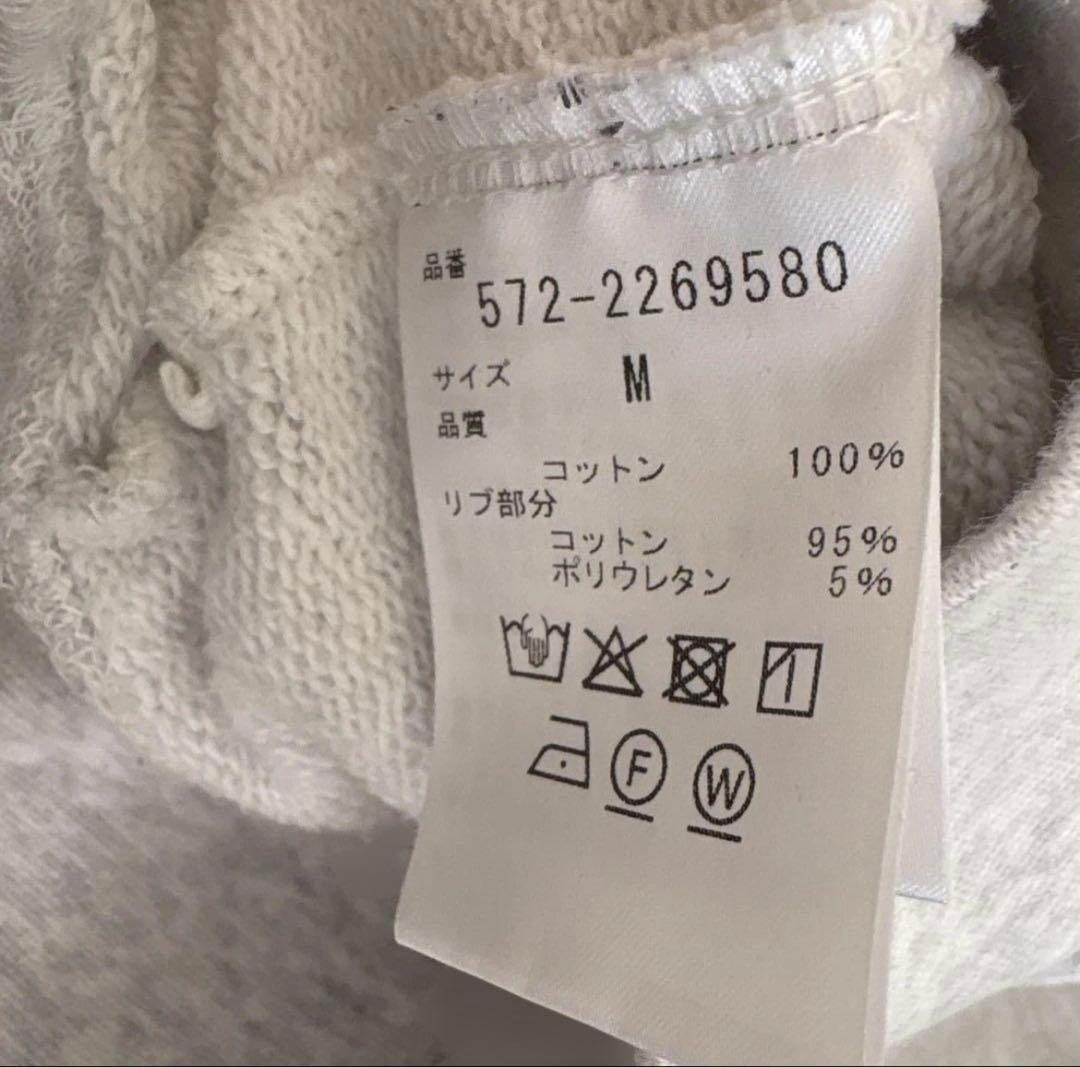 品番
572-2269580
サイズ M
品質
コットン 100%
リブ部分
コットン 95%
ポリウレタン 5%
F W